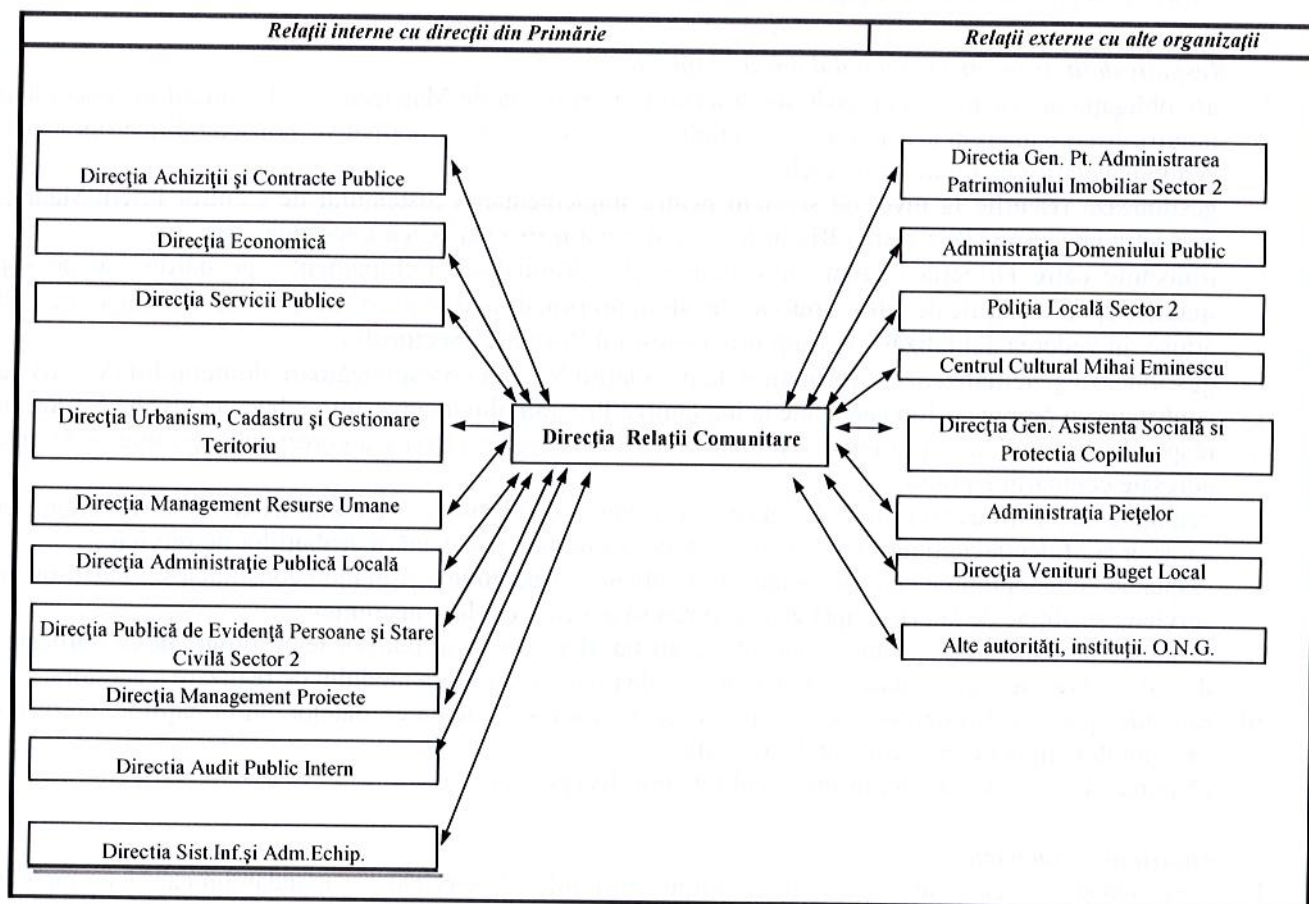 Relaţii interne cu direcţii din Primărie
Relaţii externe cu alte organizaţii
Direcţia Achiziţii şi Contracte Publice
Direcţia Economică
Direcţia Servicii Publice
Direcţia Urbanism, Cadastru şi Gestionare
Teritoriu
Direcţia Management Resurse Umane
Direcţia Administraţie Publică Locală
Direcţia Publică de Evidenţă Persoane şi Stare
Civilă Sector 2
Direcţia Management Proiecte
Directia Audit Public Intern
Directia Sist.Inf.şi Adm.Echip.
Direcţia Relaţii Comunitare
Directia Gen. Pt. Administrarea
Patrimoniului Imobiliar Sector 2
Administraţia Domeniului Public
Poliţia Locală Sector 2
Centrul Cultural Mihai Eminescu
Direcţia Gen. Asistenta Socială si
Protectia Copilului
Administraţia Pieţelor
Direcţia Venituri Buget Local
Alte autorităţi, instituţii. O.N.G.